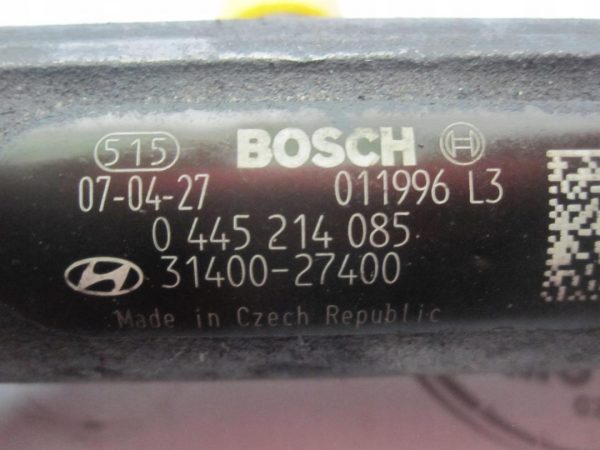 515 BOSCH
07-04-27 011996 L3
0 445 214 085
31400-27400
Made in Czech Republic